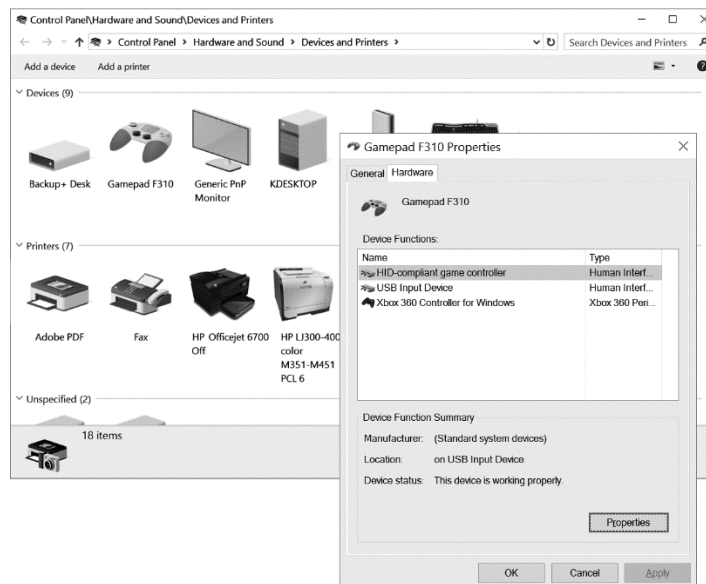 Control Panel\Hardware and Sound\Devices and Printers
Control Panel > Hardware and Sound > Devices and Printers >
Search Devices and Printers
Add a device Add a printer
Devices (9)
Backup+ Desk
Gamepad F310
Generic PnP
Monitor
KDESKTOP
Printers (7)
Adobe PDF
Fax
HP Officejet 6700
Off
HP LJ300-400
color
M351-M451
PCL 6
Unspecified (2)
18 items
Gamepad F310 Properties
General Hardware
Gamepad F310
Device Functions:
Name Type
HID-compliant game controller Human Interf...
USB Input Device Human Interf...
Xbox 360 Controller for Windows Xbox 360 Peri...
Device Function Summary
Manufacturer: (Standard system devices)
Location: on USB Input Device
Device status: This device is working properly.
Properties
OK Cancel Apply